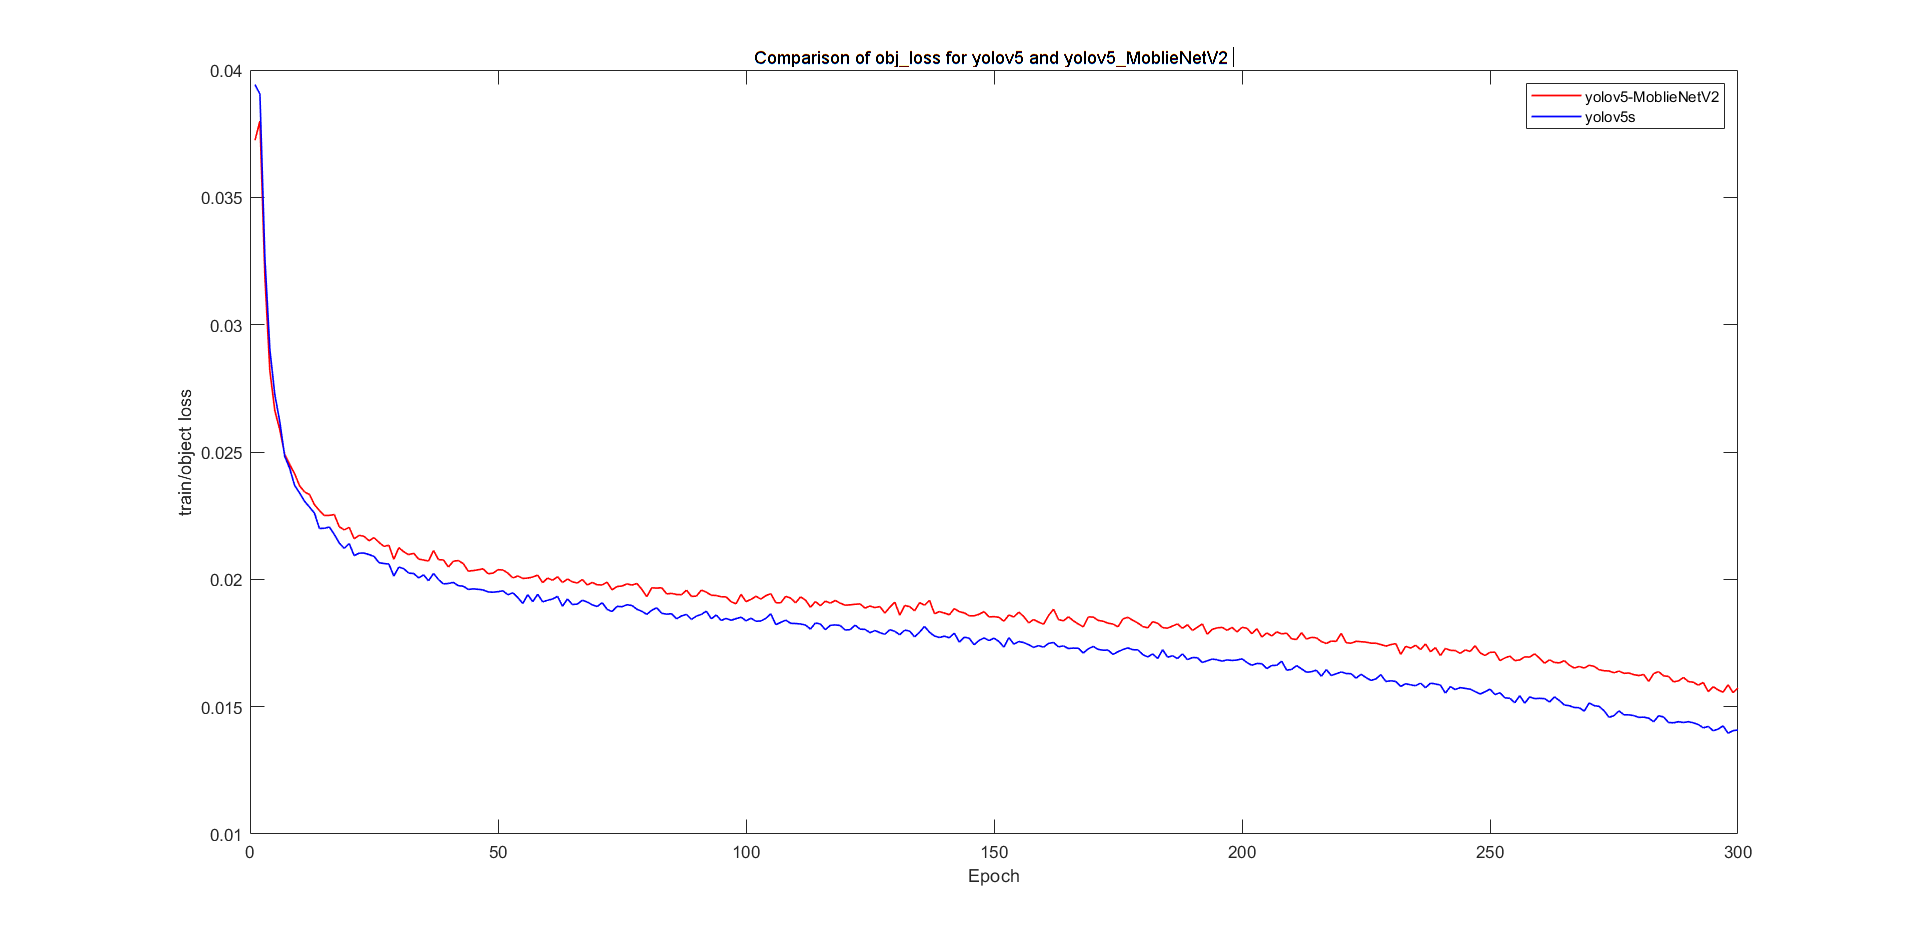 Comparison of obj_loss for yolov5 and yolov5_MoblieNetV2
yolov5-MoblieNetV2
yolov5s
0.04
0.035
0.03
0.025
0.02
0.015
0.01
train/object loss
0 50 100 150 200 250 300
Epoch